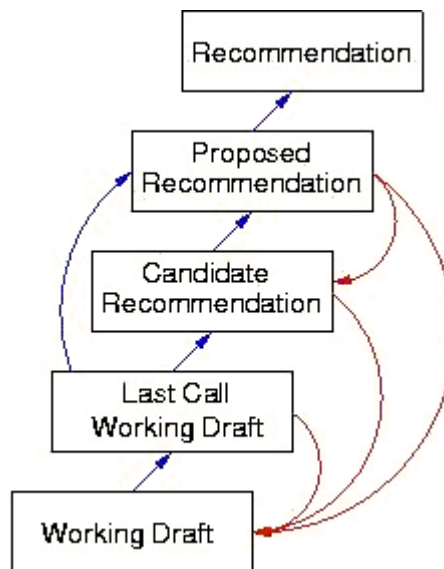 Recommendation
Proposed
Recommendation
Candidate
Recommendation
Last Call
Working Draft
Working Draft